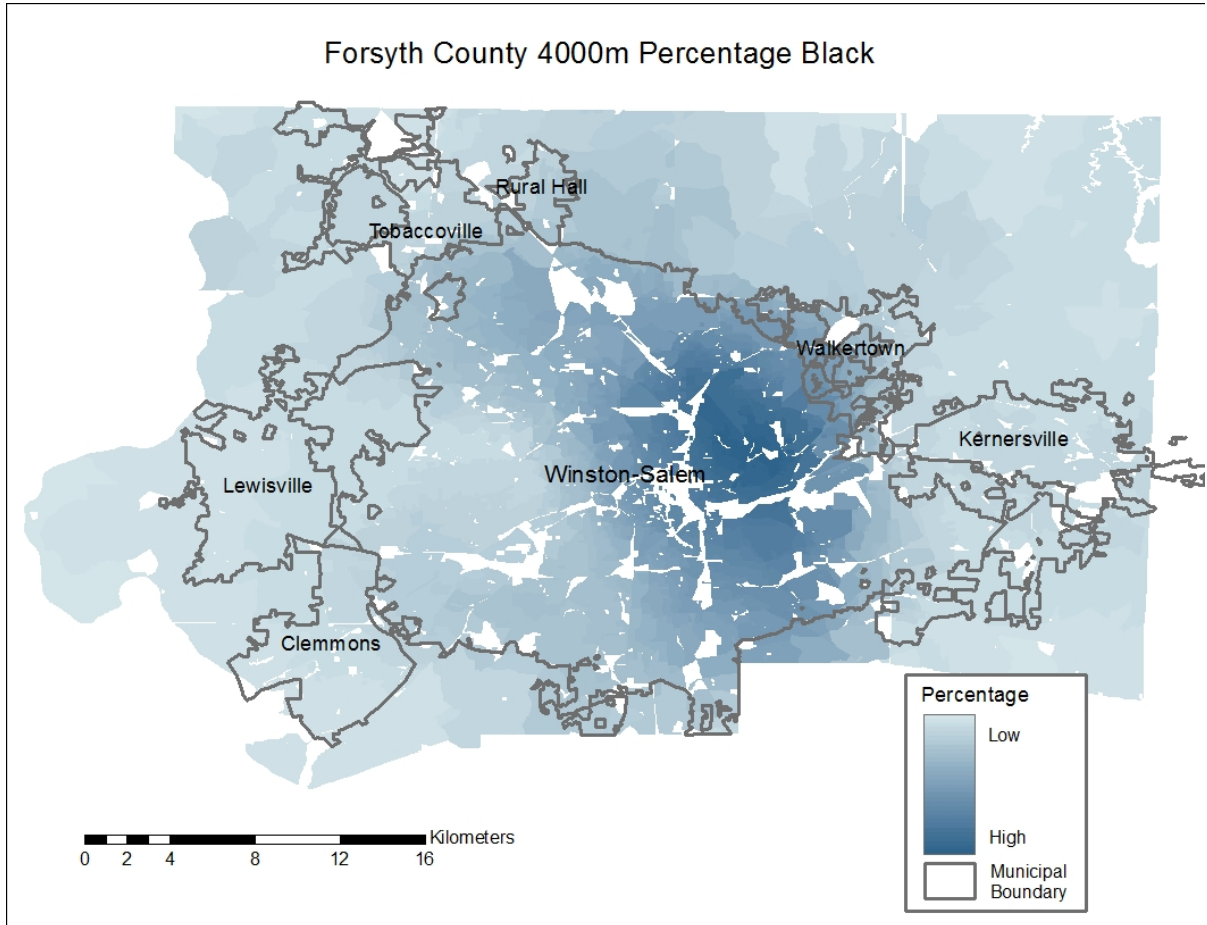 Forsyth County 4000m Percentage Black
Rural Hall
Tobaccoville
Walkertown
Kernersville
Winston-Salem
Lewisville
Clemmons
Percentage
Low
High
Municipal
Boundary
Kilometers
0 2 4 8 12 16